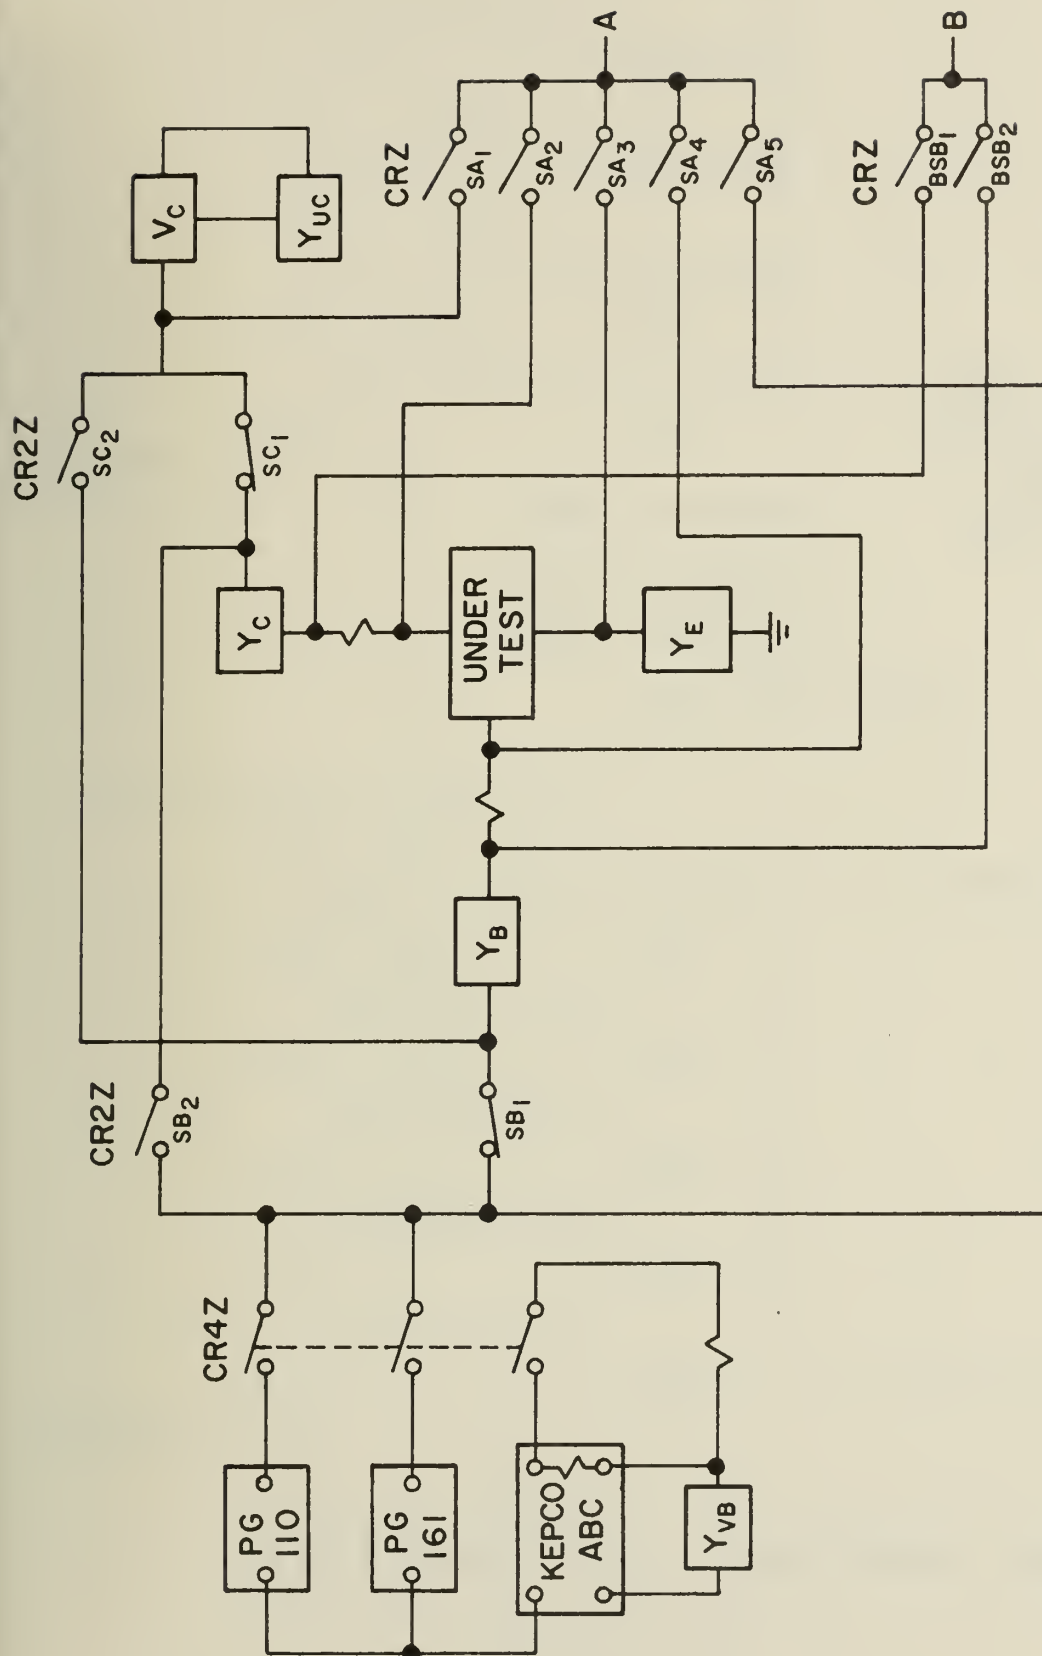 CR2Z
SC2
SC1
VC
YUC
CRZ
SA1
SA2
SA3
SA4
SA5
A
CRZ
BSB1
BSB2
B
YC
UNDER
TEST
YE
YB
CR2Z
SB2
SB1
CR4Z
PG
110
PG
161
KEPCO
ABC
YVB